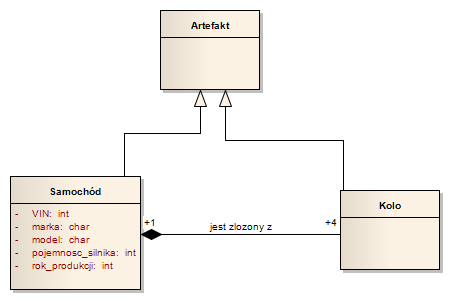 Artefakt
Samochód
- VIN: int
- marka: char
- model: char
- pojemnosc_silnika: int
- rok_produkcji: int
+1
jest zlozony z
+4
Kolo